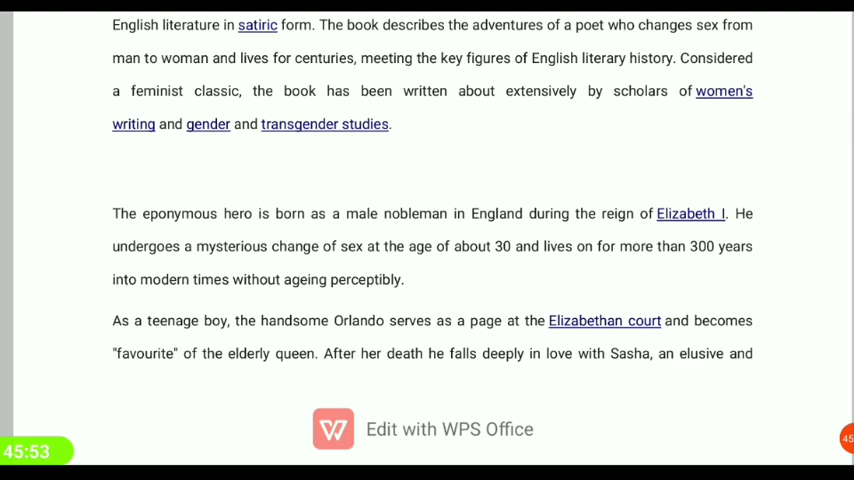 English literature in satiric form. The book describes the adventures of a poet who changes sex from
man to woman and lives for centuries, meeting the key figures of English literary history. Considered
a feminist classic, the book has been written about extensively by scholars of women's
writing and gender and transgender studies.
The eponymous hero is born as a male nobleman in England during the reign of Elizabeth I. He
undergoes a mysterious change of sex at the age of about 30 and lives on for more than 300 years
into modern times without ageing perceptibly.
As a teenage boy, the handsome Orlando serves as a page at the Elizabethan court and becomes
"favourite" of the elderly queen. After her death he falls deeply in love with Sasha, an elusive and
Edit with WPS Office
45:53
45